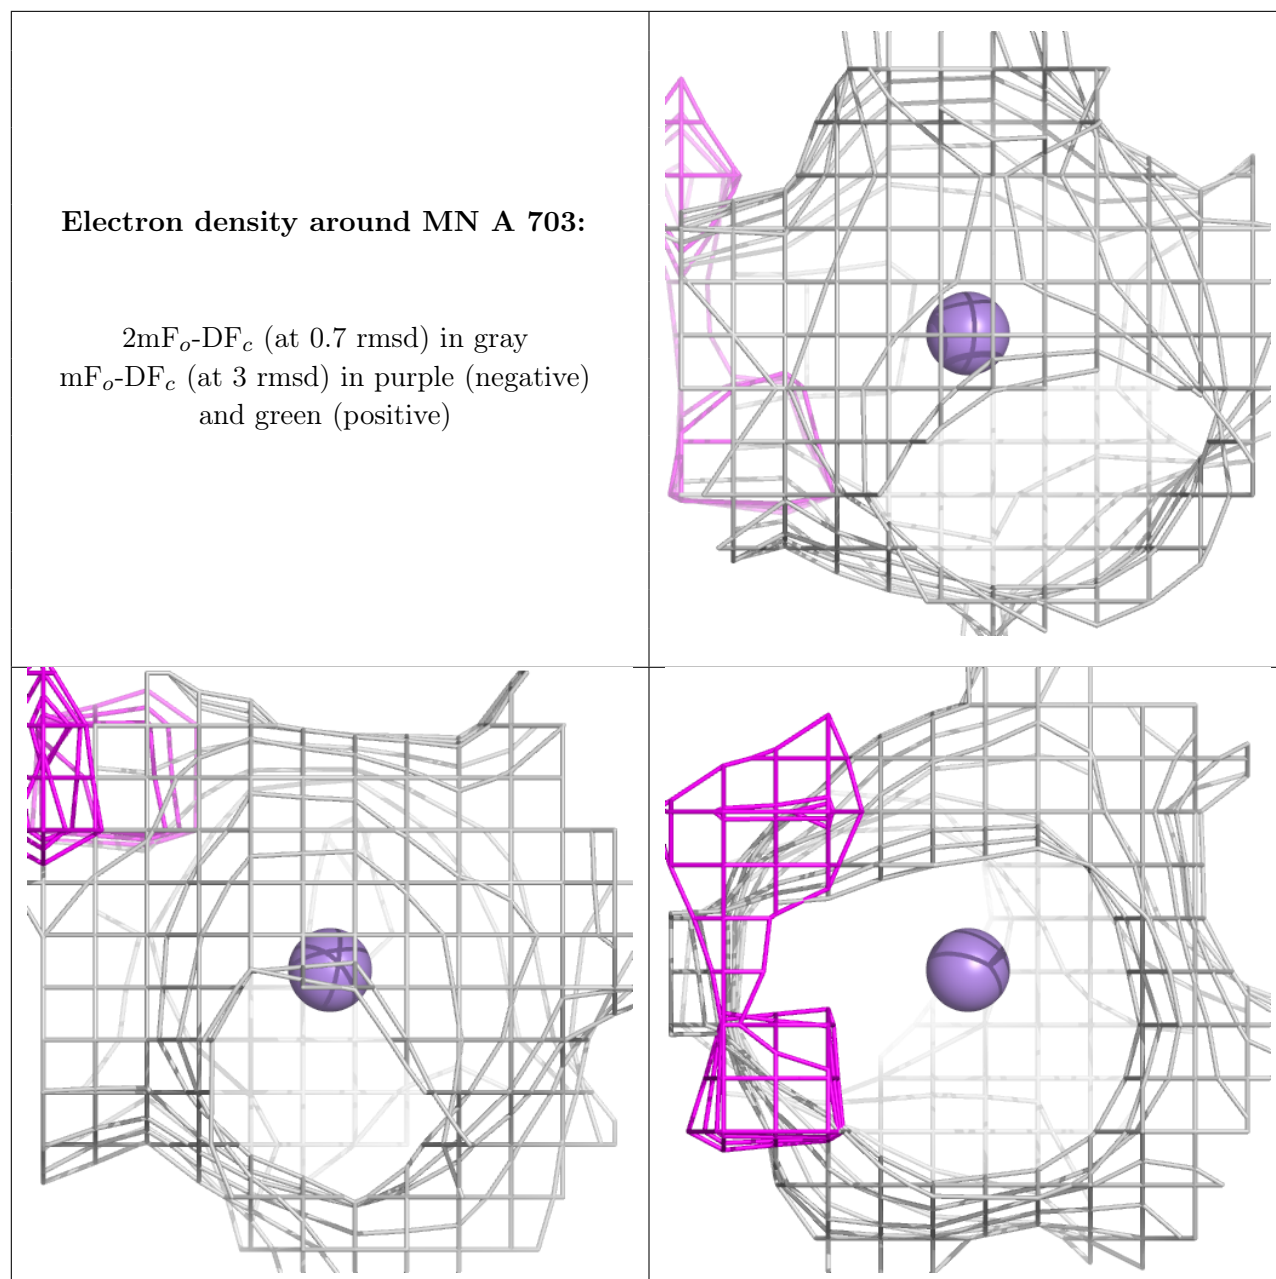 Electron density around MN A 703:
2mFo-DFc (at 0.7 rmsd) in gray
mFo-DFc (at 3 rmsd) in purple (negative)
and green (positive)